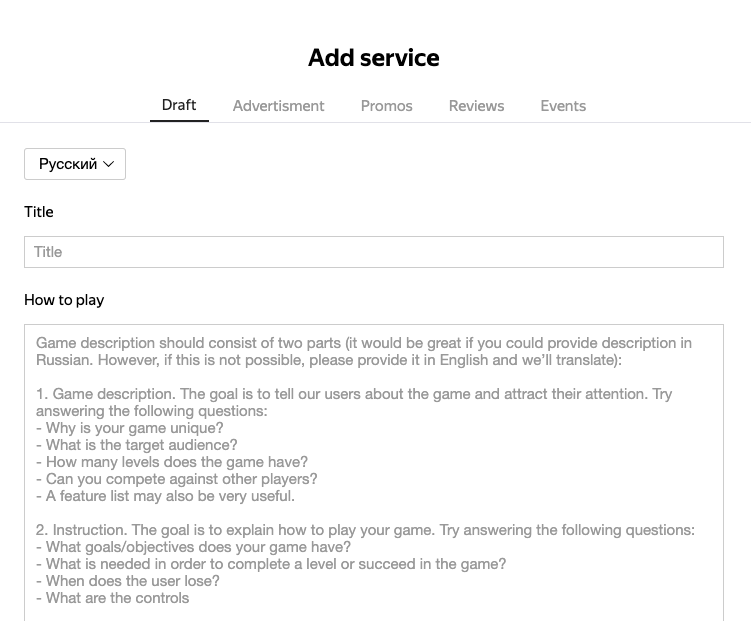 Add service
Draft
Advertisment
Promos
Reviews
Events
Русский
Title
Title
How to play
Game description should consist of two parts (it would be great if you could provide description in
Russian. However, if this is not possible, please provide it in English and we’ll translate):
1. Game description. The goal is to tell our users about the game and attract their attention. Try
answering the following questions:
- Why is your game unique?
- What is the target audience?
- How many levels does the game have?
- Can you compete against other players?
- A feature list may also be very useful.
2. Instruction. The goal is to explain how to play your game. Try answering the following questions:
- What goals/objectives does your game have?
- What is needed in order to complete a level or succeed in the game?
- When does the user lose?
- What are the controls